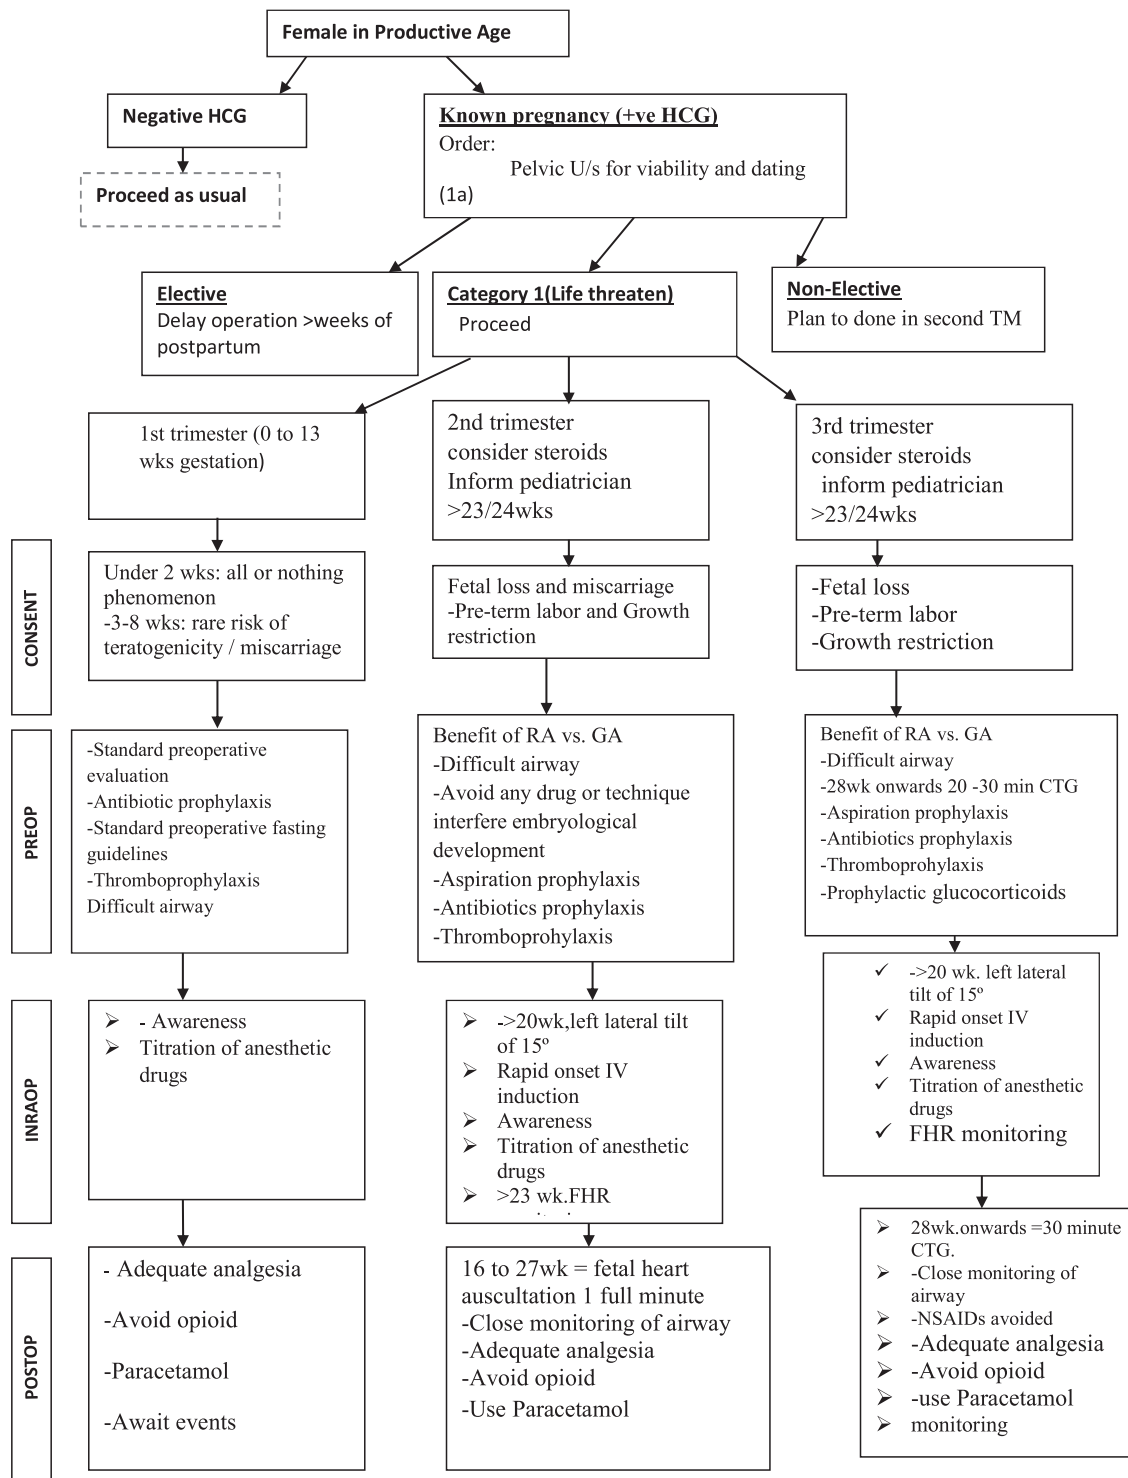 Female in Productive Age
Negative HCG
Proceed as usual
Known pregnancy (+ve HCG)
Order:
Pelvic U/s for viability and dating
(1a)
Elective
Delay operation >weeks of
postpartum
Category 1(Life threaten)
Proceed
Non-Elective
Plan to done in second TM
1st trimester (0 to 13
wks gestation)
2nd trimester
consider steroids
Inform pediatrician
>23/24wks
3rd trimester
consider steroids
inform pediatrician
>23/24wks
CONSENT
Under 2 wks: all or nothing
phenomenon
-3-8 wks: rare risk of
teratogenicity / miscarriage
Fetal loss and miscarriage
-Pre-term labor and Growth
restriction
-Fetal loss
-Pre-term labor
-Growth restriction
PREOP
-Standard preoperative
evaluation
-Antibiotic prophylaxis
-Standard preoperative fasting
guidelines
-Thromboprophylaxis
Difficult airway
Benefit of RA vs. GA
-Difficult airway
-Avoid any drug or technique
interfere embryological
development
-Aspiration prophylaxis
-Antibiotics prophylaxis
-Thromboprohylaxis
Benefit of RA vs. GA
-Difficult airway
-28wk onwards 20 -30 min CTG
-Aspiration prophylaxis
-Antibiotics prophylaxis
-Thromboprohylaxis
-Prophylactic glucocorticoids
INRAOP
➢ - Awareness
➢ Titration of anesthetic
drugs
➢ ->20wk,left lateral tilt
of 15º
➢ Rapid onset IV
induction
➢ Awareness
➢ Titration of anesthetic
drugs
➢ >23 wk.FHR
✓ ->20 wk. left lateral
tilt of 15º
✓ Rapid onset IV
induction
✓ Awareness
✓ Titration of anesthetic
drugs
✓ FHR monitoring
POSTOP
- Adequate analgesia
-Avoid opioid
-Paracetamol
-Await events
16 to 27wk = fetal heart
auscultation 1 full minute
-Close monitoring of airway
-Adequate analgesia
-Avoid opioid
-Use Paracetamol
➢ 28wk.onwards =30 minute
CTG.
➢ -Close monitoring of
airway
➢ -NSAIDs avoided
➢ -Adequate analgesia
➢ -Avoid opioid
➢ -use Paracetamol
➢ monitoring